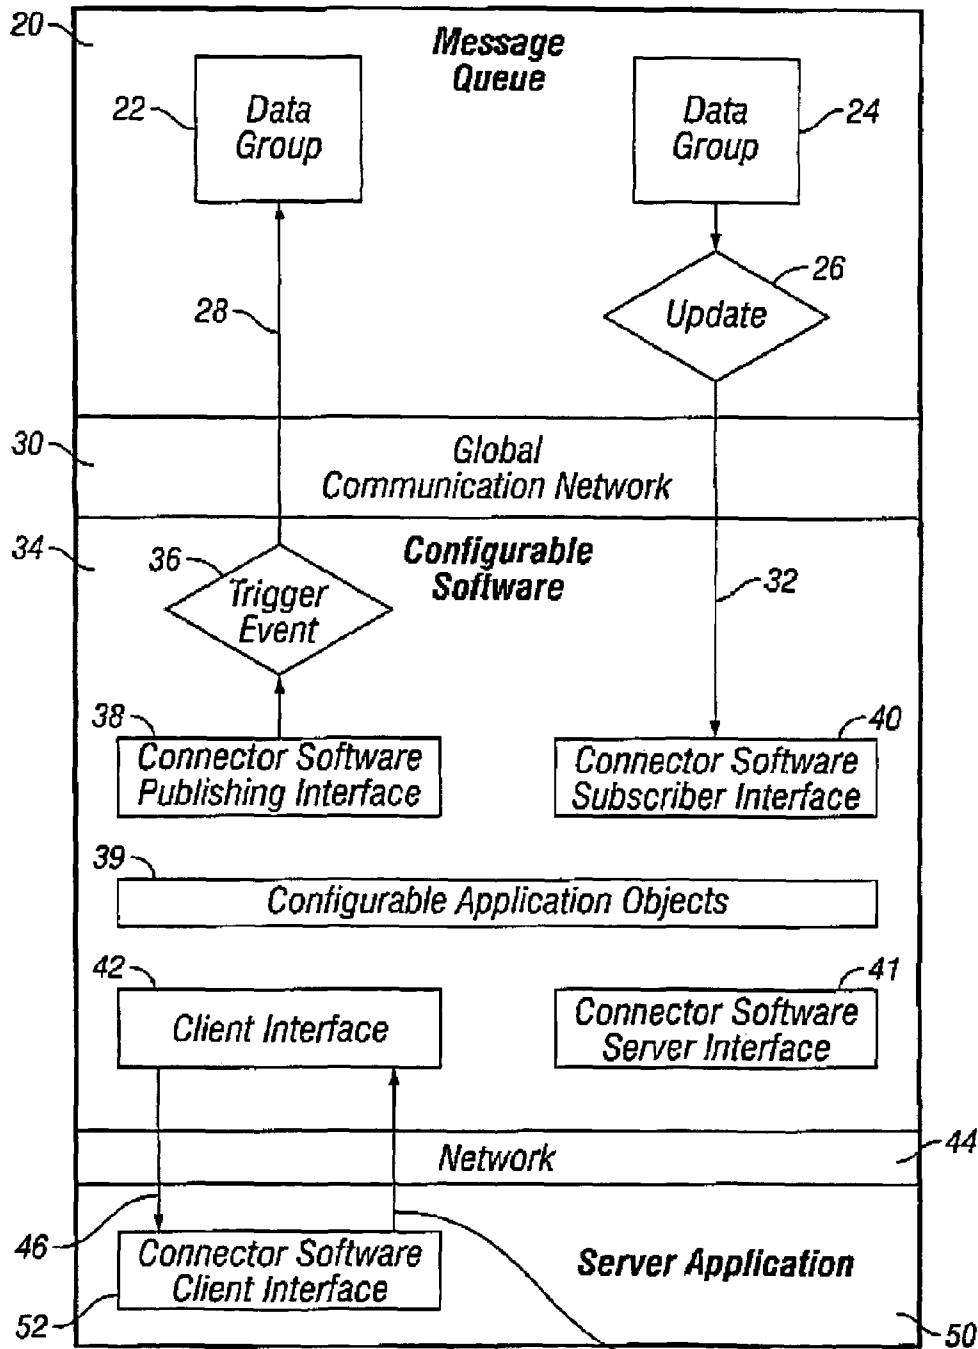 20
Message
Queue
22
Data
Group
Data
Group
24
26
Update
28
30
Global
Communication Network
34
Configurable
Software
36
Trigger
Event
32
38
Connector Software
Publishing Interface
40
Connector Software
Subscriber Interface
39
Configurable Application Objects
42
Client Interface
41
Connector Software
Server Interface
Network
44
46
Connector Software
Client Interface
52
Server Application
50